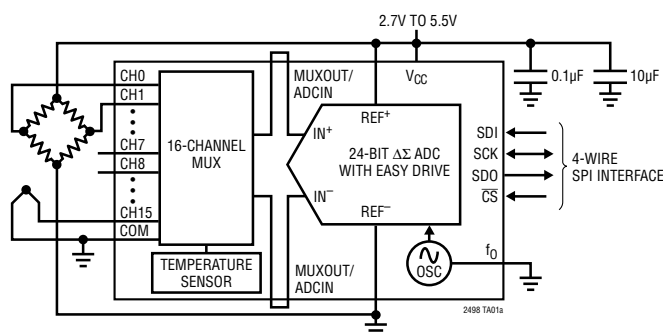 2.7V TO 5.5V
VCC
0.1µF
10µF
CH0
CH1
CH7
CH8
CH15
COM
16-CHANNEL
MUX
TEMPERATURE
SENSOR
MUXOUT/
ADCIN
IN+
IN–
MUXOUT/
ADCIN
REF+
24-BIT ΔΣ ADC
WITH EASY DRIVE
REF–
OSC
SDI
SCK
SDO
CS
fO
4-WIRE
SPI INTERFACE
2498 TA01a